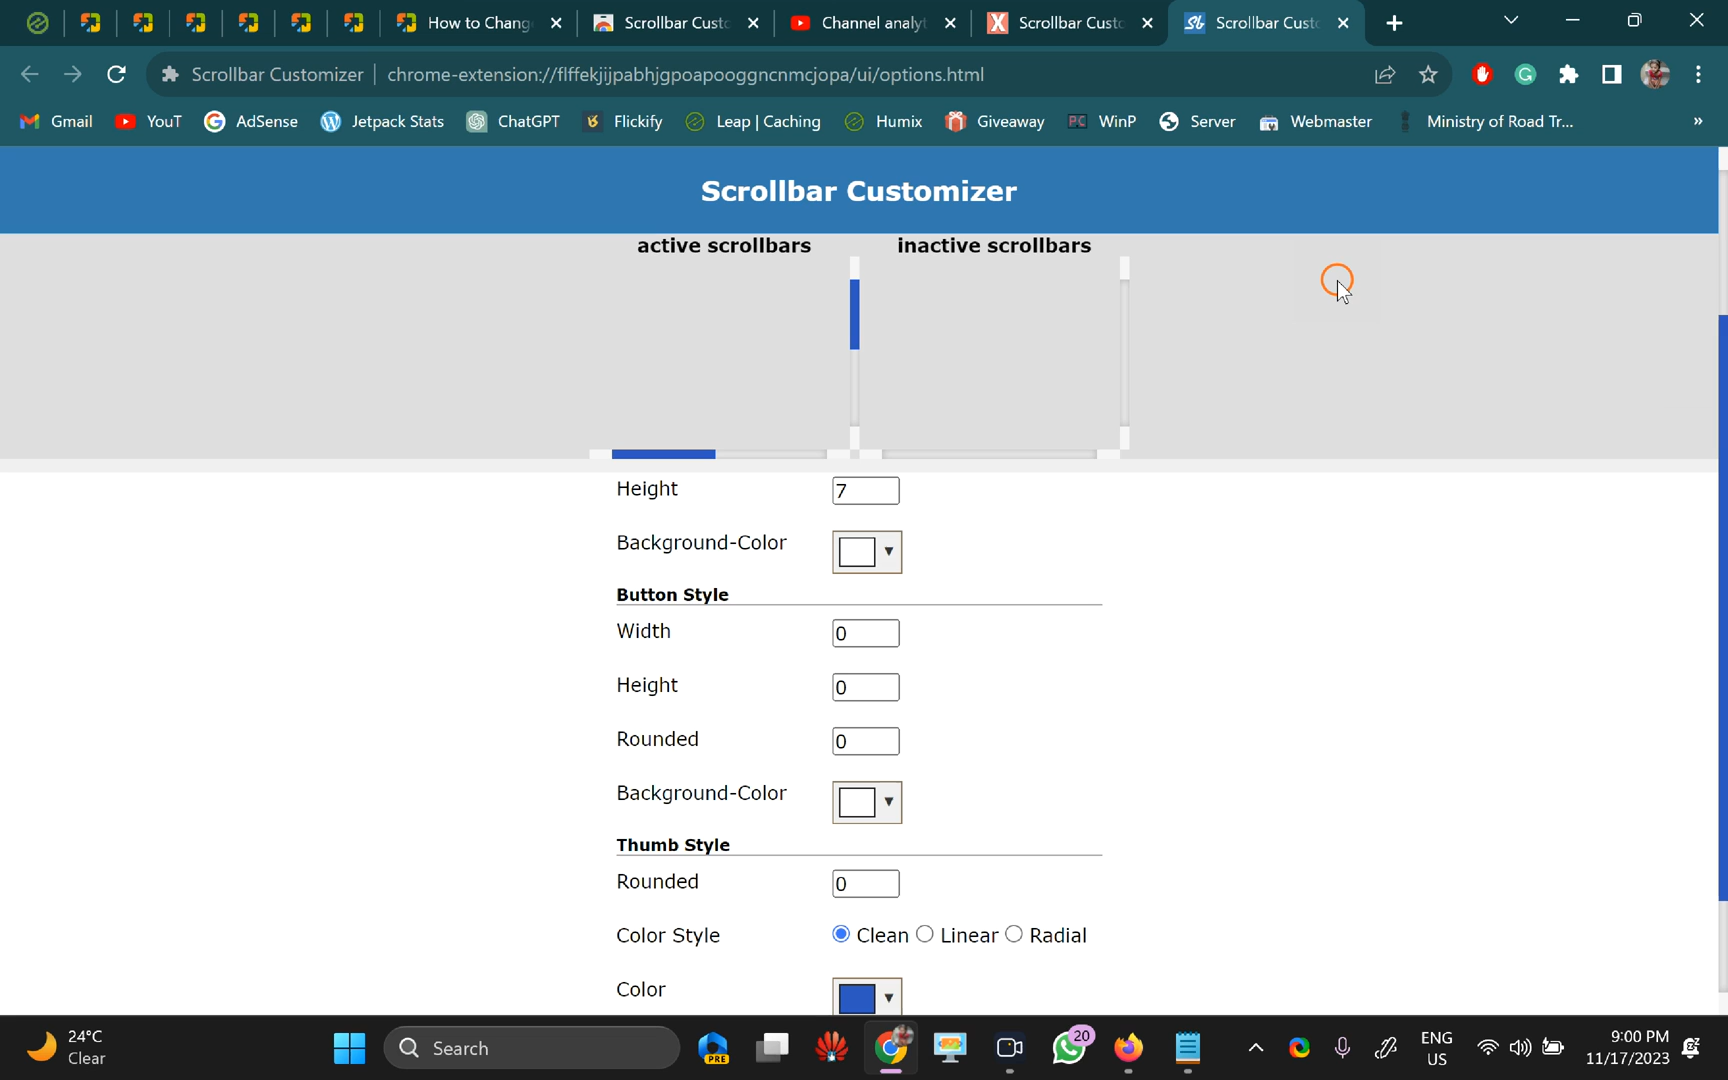 How to Chang
Scrollbar Custo
Channel analyt
Scrollbar Custo
Scrollbar Custo
Scrollbar Customizer
chrome-extension://flffekjijpabhjgpoapooggncnmcjopa/ui/options.html
Gmail
YouT
AdSense
Jetpack Stats
ChatGPT
Flickify
Leap | Caching
Humix
Giveaway
WinP
Server
Webmaster
Ministry of Road Tr...
»
Scrollbar Customizer
active scrollbars
inactive scrollbars
Height
7
Background-Color
Button Style
Width
0
Height
0
Rounded
0
Background-Color
Thumb Style
Rounded
0
Color Style
Clean
Linear
Radial
Color
24°C
Clear
Search
PRE
20
ENG
US
9:00 PM
11/17/2023